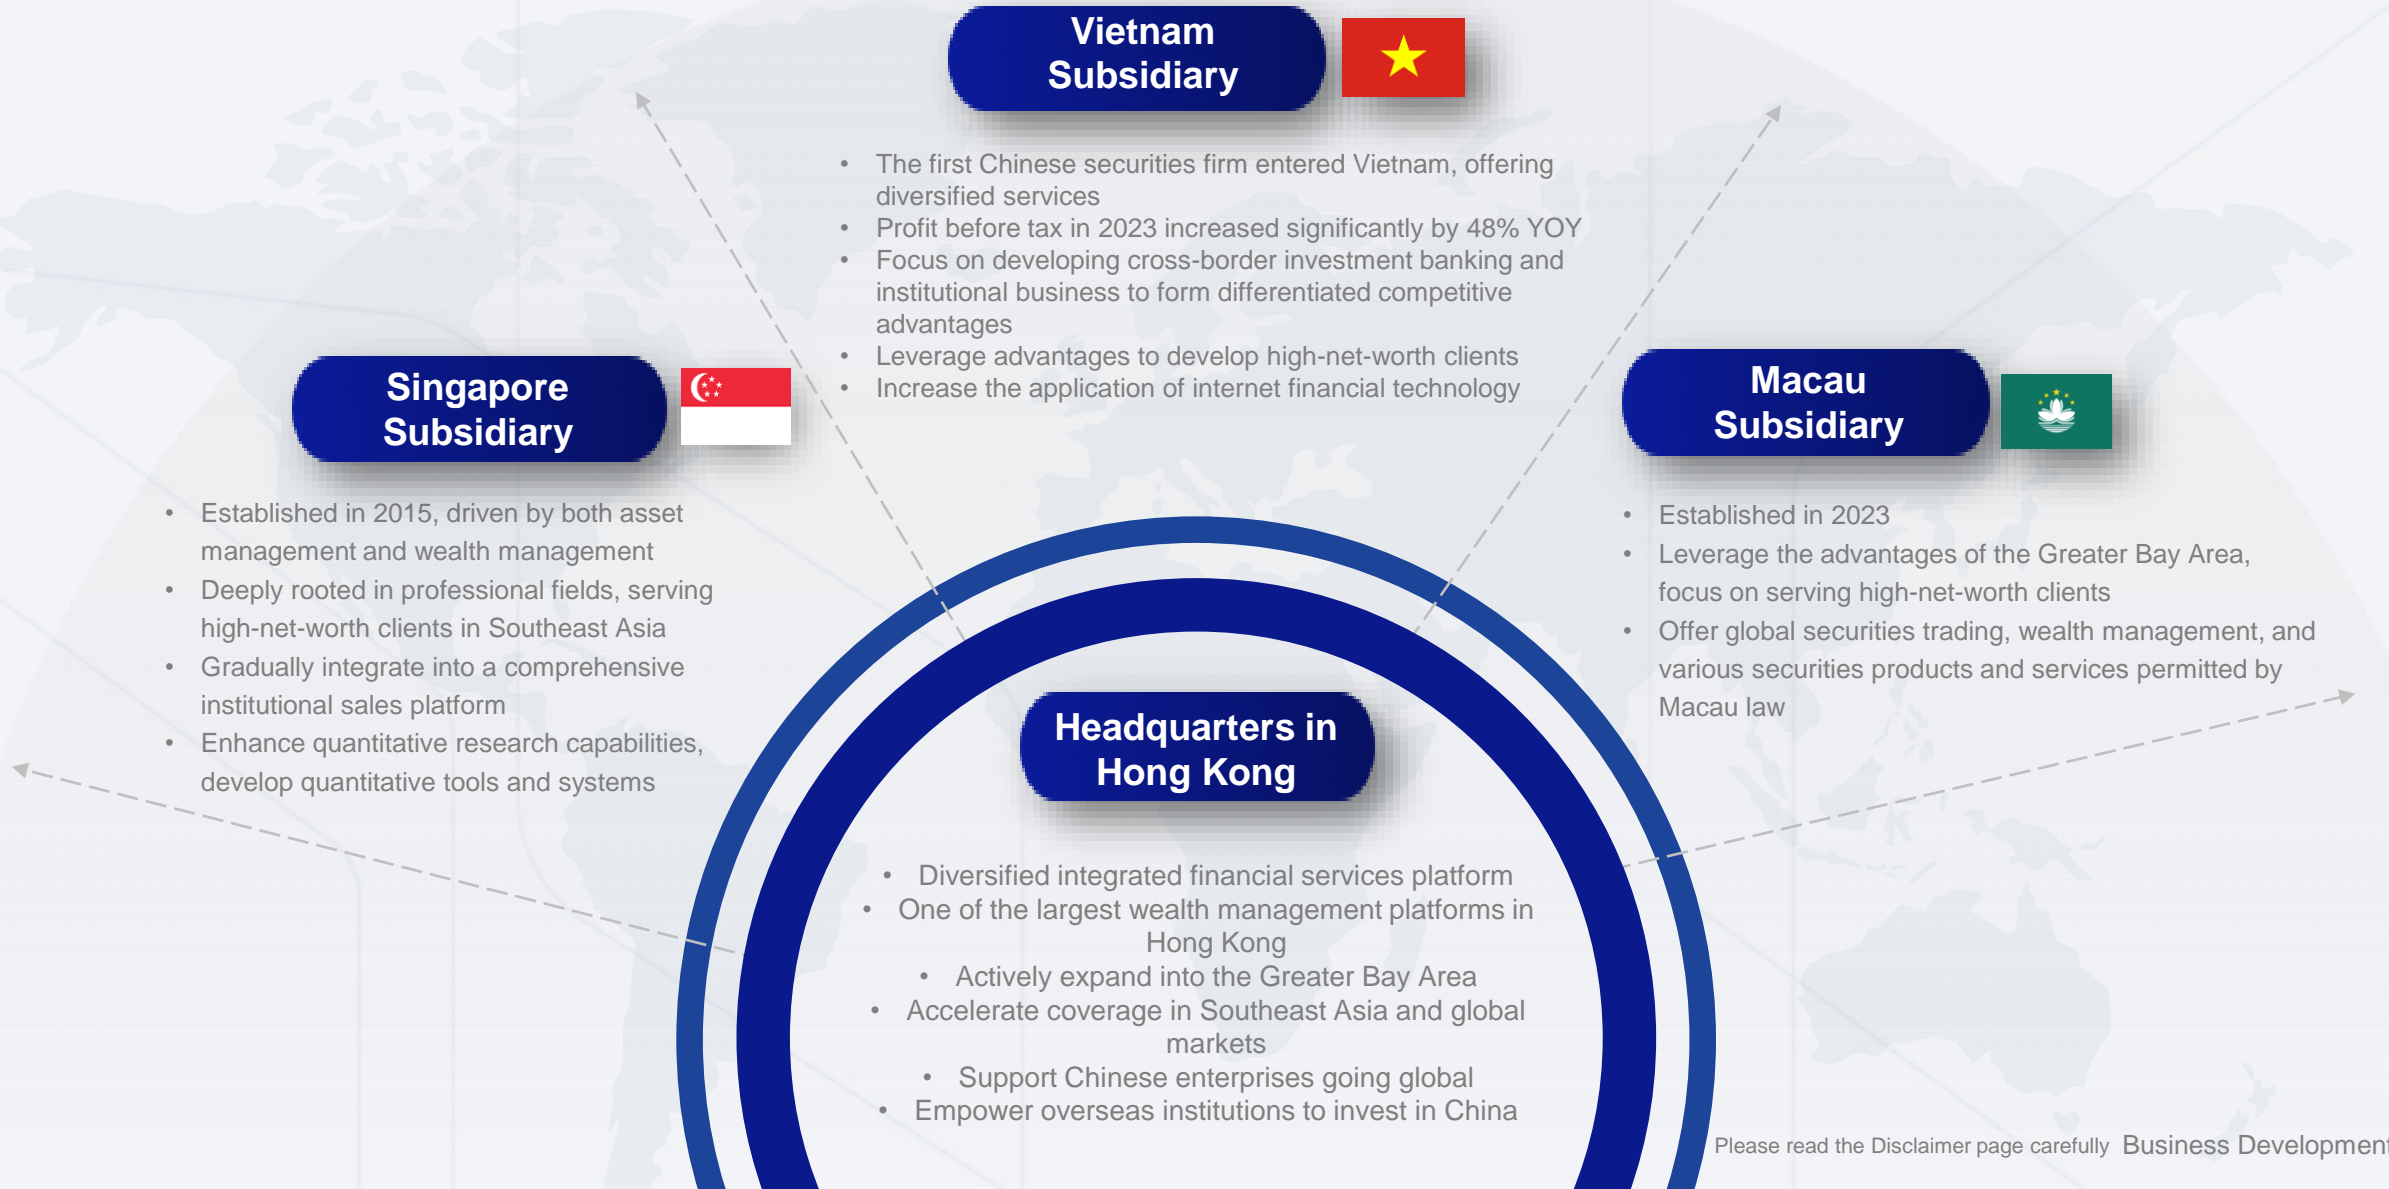 Vietnam
Subsidiary
• The first Chinese securities firm entered Vietnam, offering
diversified services
• Profit before tax in 2023 increased significantly by 48% YOY
• Focus on developing cross-border investment banking and
institutional business to form differentiated competitive
advantages
• Leverage advantages to develop high-net-worth clients
• Increase the application of internet financial technology
Singapore
Subsidiary
• Established in 2015, driven by both asset
management and wealth management
• Deeply rooted in professional fields, serving
high-net-worth clients in Southeast Asia
• Gradually integrate into a comprehensive
institutional sales platform
• Enhance quantitative research capabilities,
develop quantitative tools and systems
Macau
Subsidiary
• Established in 2023
• Leverage the advantages of the Greater Bay Area,
focus on serving high-net-worth clients
• Offer global securities trading, wealth management, and
various securities products and services permitted by
Macau law
Headquarters in
Hong Kong
• Diversified integrated financial services platform
• One of the largest wealth management platforms in
Hong Kong
• Actively expand into the Greater Bay Area
• Accelerate coverage in Southeast Asia and global
markets
• Support Chinese enterprises going global
• Empower overseas institutions to invest in China
Please read the Disclaimer page carefully Business Development